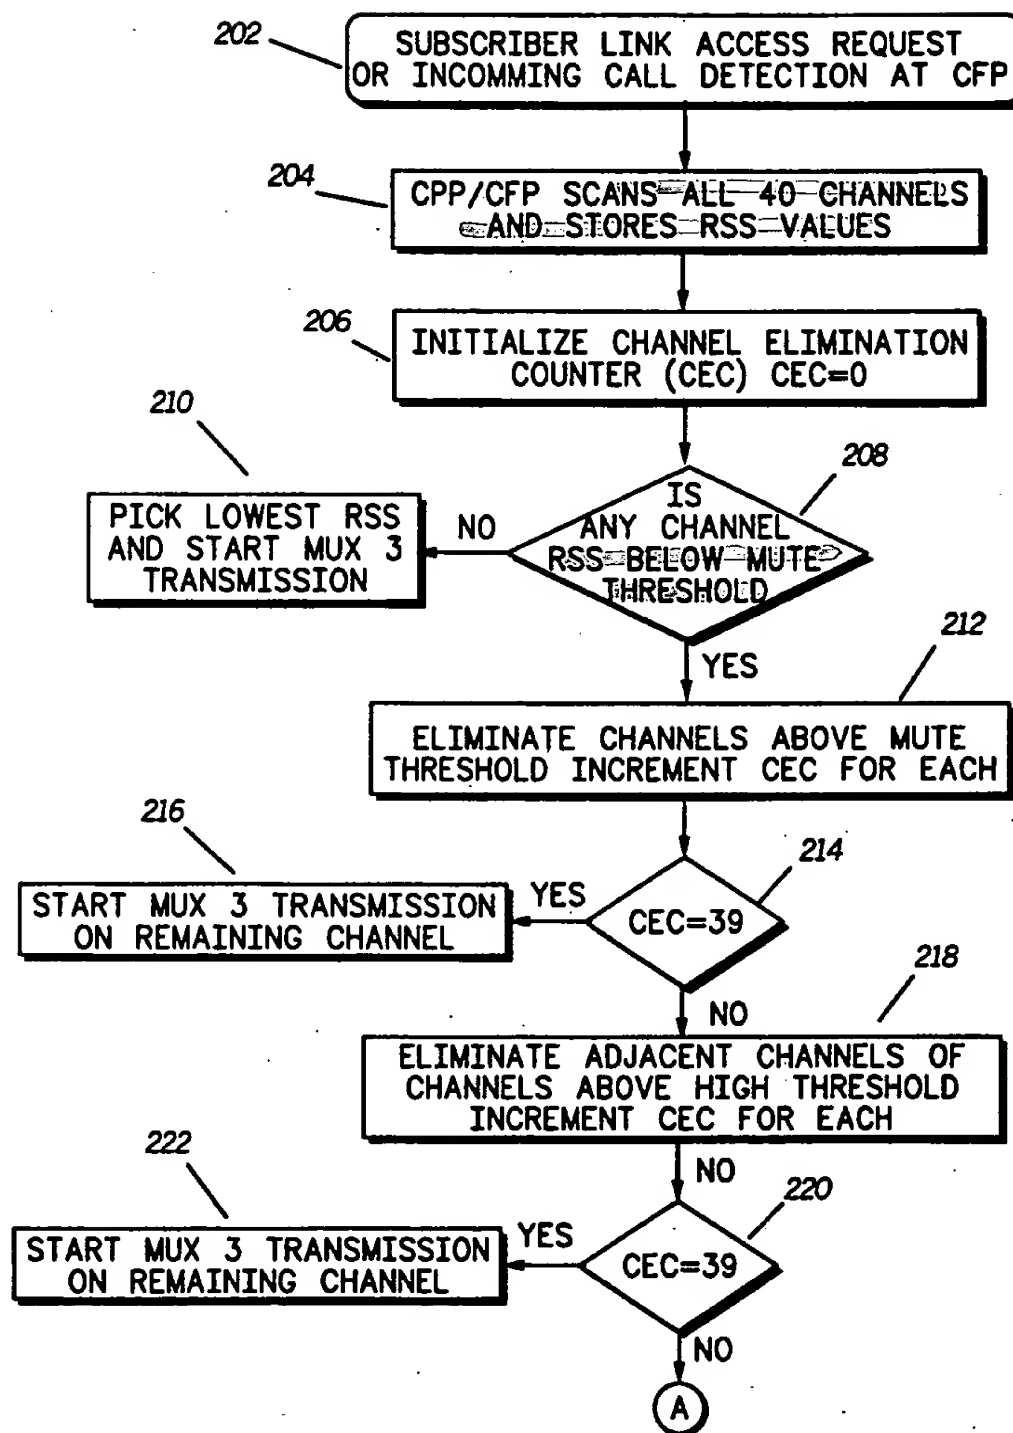 202
SUBSCRIBER LINK ACCESS REQUEST
OR INCOMMING CALL DETECTION AT CFP
204
CPP/CFP SCANS ALL 40 CHANNELS
AND STORES RSS VALUES
206
INITIALIZE CHANNEL ELIMINATION
COUNTER (CEC) CEC=0
210
208
PICK LOWEST RSS
AND START MUX 3
TRANSMISSION
NO
IS
ANY CHANNEL
RSS BELOW MUTE
THRESHOLD
YES
212
ELIMINATE CHANNELS ABOVE MUTE
THRESHOLD INCREMENT CEC FOR EACH
216
214
START MUX 3 TRANSMISSION
ON REMAINING CHANNEL
YES
CEC=39
NO
218
ELIMINATE ADJACENT CHANNELS OF
CHANNELS ABOVE HIGH THRESHOLD
INCREMENT CEC FOR EACH
NO
222
220
START MUX 3 TRANSMISSION
ON REMAINING CHANNEL
YES
CEC=39
NO
A